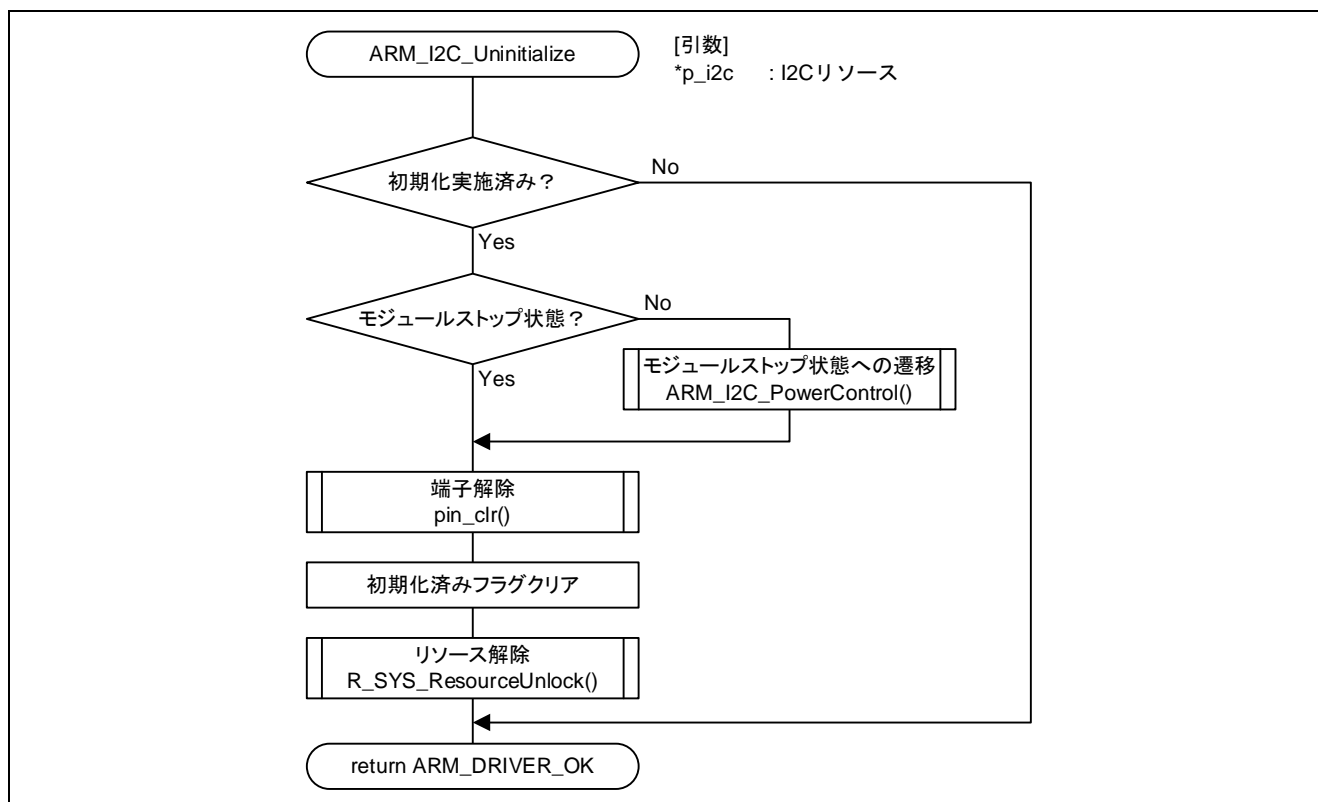 ARM_I2C_Uninitialize
[引数]
*p_i2c : I2Cリソース
初期化実施済み？
No
Yes
モジュールストップ状態？
No
モジュールストップ状態への遷移
ARM_I2C_PowerControl()
Yes
端子解除
pin_clr()
初期化済みフラグクリア
リソース解除
R_SYS_ResourceUnlock()
return ARM_DRIVER_OK